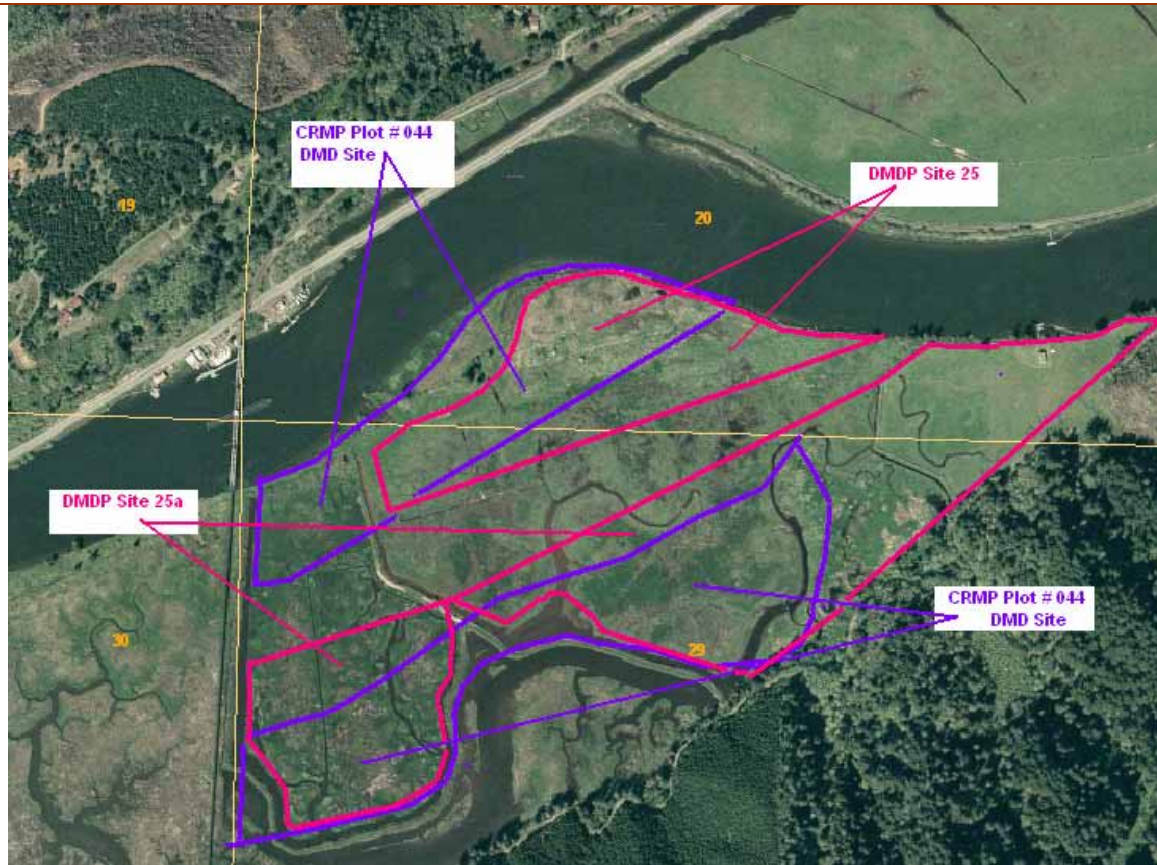 CRMP Plot # 044
DMD Site
DMDP Site 25
19
20
DMDP Site 25a
CRMP Plot # 044
DMD Site
30
29